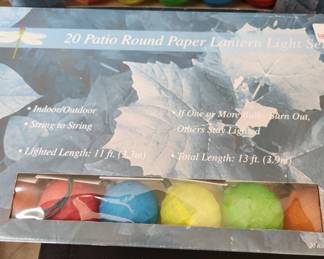 20 Patio Round Paper Lantern Light Set
• Indoor/Outdoor
• String to String
• Lighted Length: 11 ft. (3.3m)
• If One or More Bulbs Burn Out,
Others Stay Lighted
• Total Length: 13 ft. (3.9m)